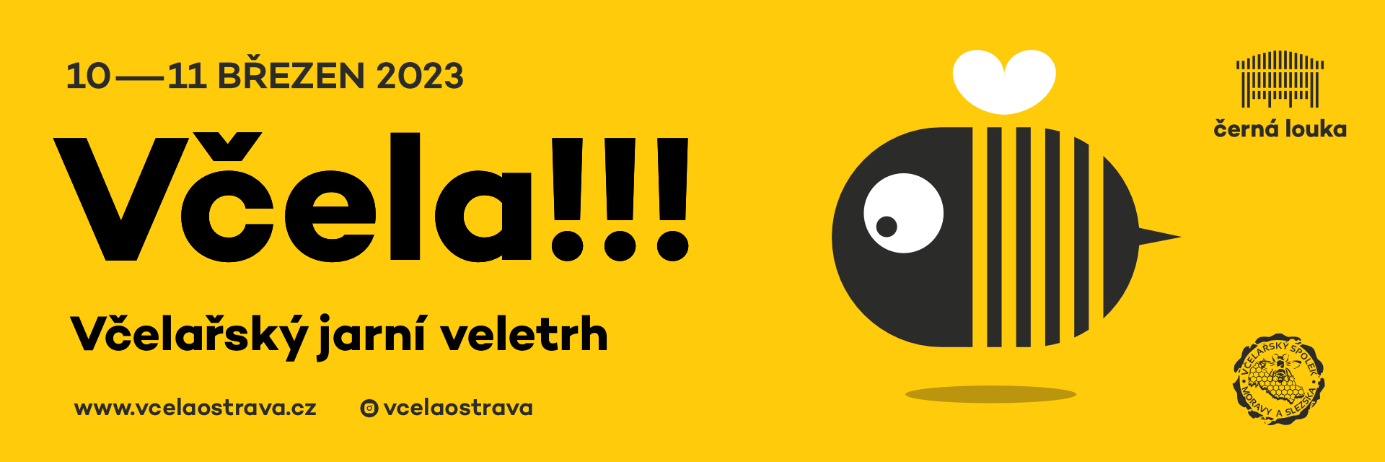 10—11 BŘEZEN 2023
Včela!!!
Včelařský jarní veletrh
www.vcelaostrava.cz
vcelaostrava
černá louka
VČELAŘSKÝ SPOLEK
MORAVY A SLEZSKA